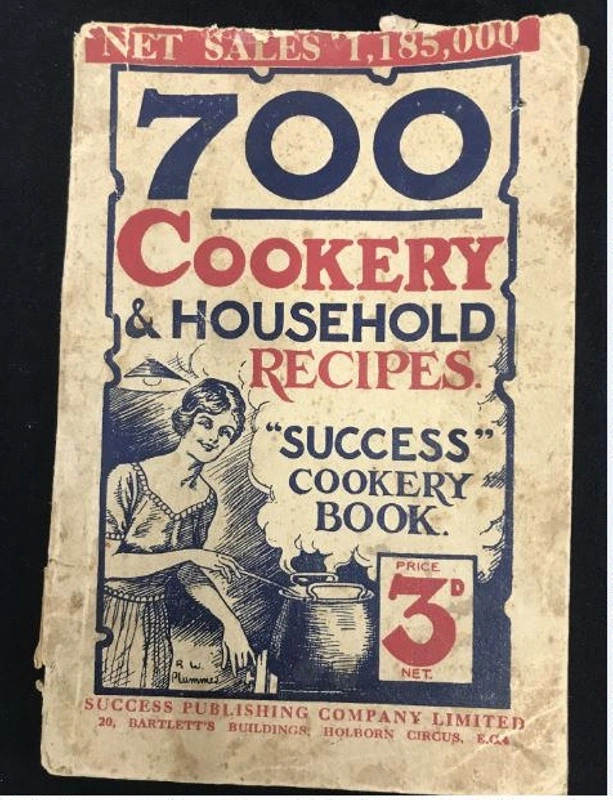 NET SALES 1,185,000
700
COOKERY
& HOUSEHOLD
RECIPES.
"SUCCESS"
COOKERY
BOOK.
PRICE
3D
NET.
R. W.
Plummer
SUCCESS PUBLISHING COMPANY LIMITED
20, BARTLETT'S BUILDINGS, HOLBORN CIRCUS, E.C.4